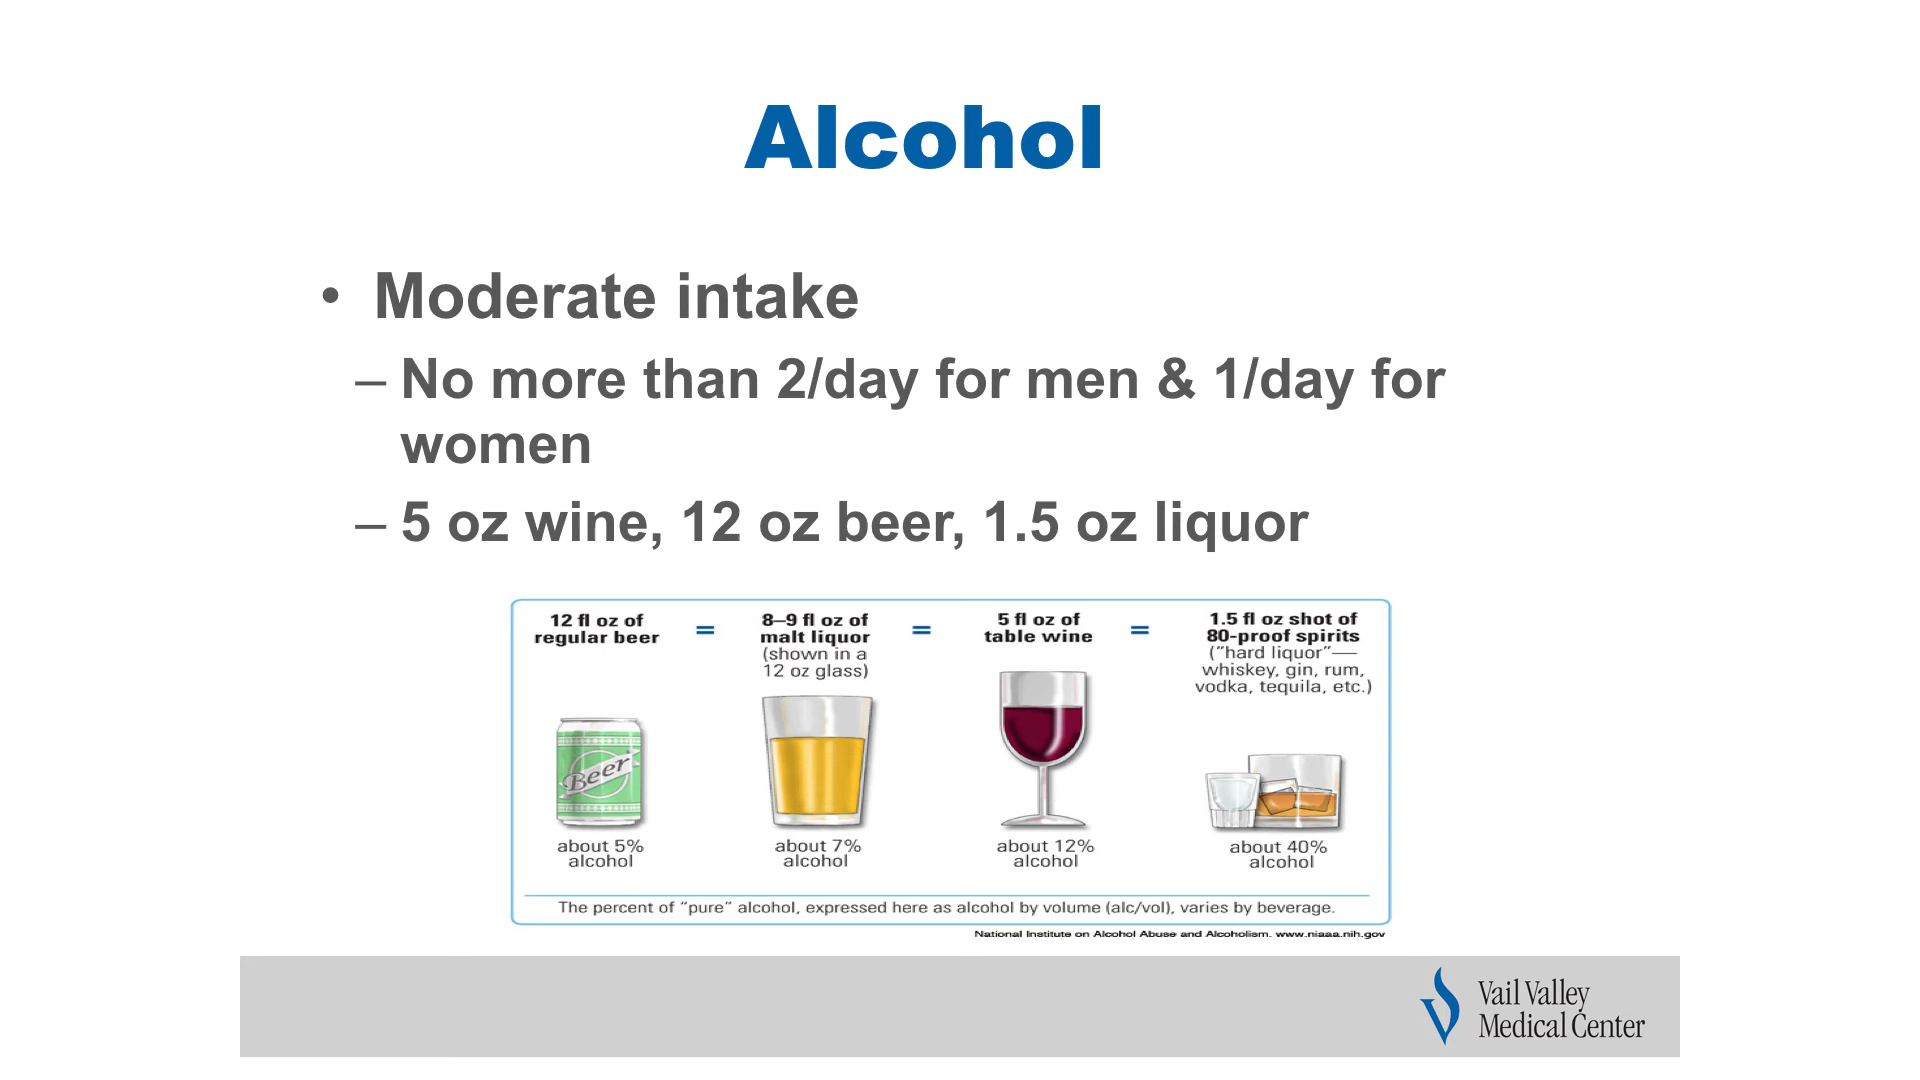 Alcohol
• Moderate intake
– No more than 2/day for men & 1/day for
women
– 5 oz wine, 12 oz beer, 1.5 oz liquor
12 fl oz of
regular beer
=
8–9 fl oz of
malt liquor
(shown in a
12 oz glass)
=
5 fl oz of
table wine
=
1.5 fl oz shot of
80-proof spirits
("hard liquor"—
whiskey, gin, rum,
vodka, tequila, etc.)
Beer
about 5%
alcohol
about 7%
alcohol
about 12%
alcohol
about 40%
alcohol
The percent of "pure" alcohol, expressed here as alcohol by volume (alc/vol), varies by beverage.
National Institute on Alcohol Abuse and Alcoholism. www.niaaa.nih.gov
Vail Valley
Medical Center